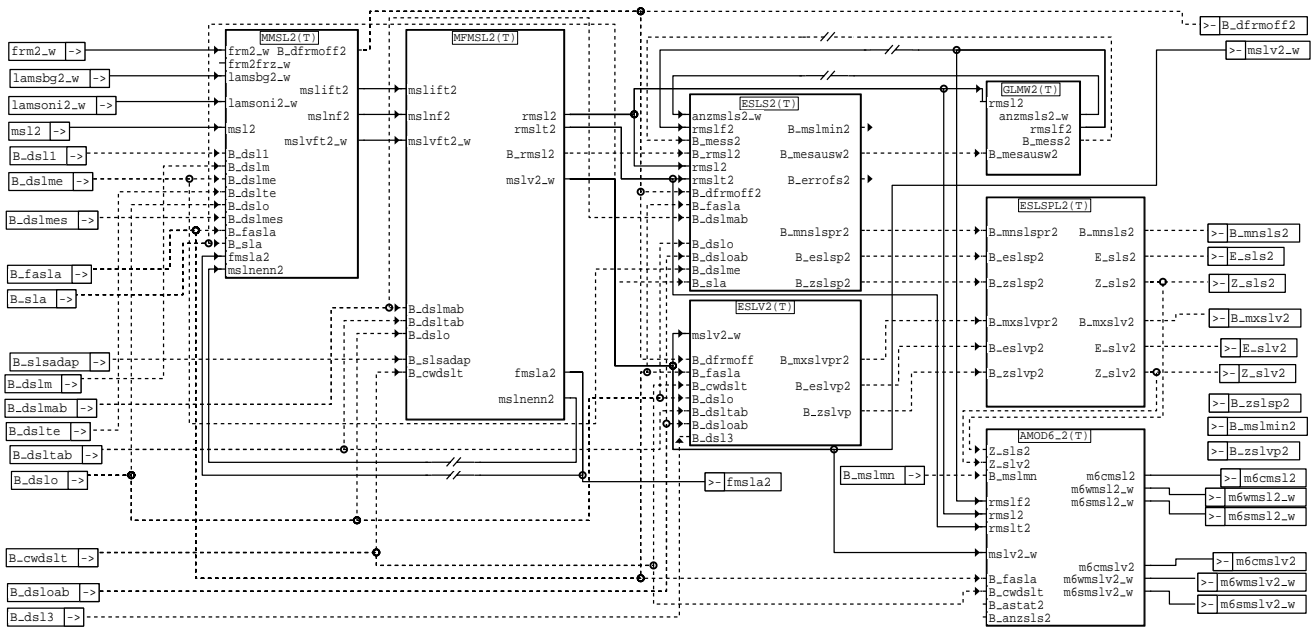 frm2_w ->
lamsbg2_w ->
lamsoni2_w ->
msl2 ->
B_dsl1 ->
B_dslme ->
B_dslmes ->
B_fasla ->
B_sla ->
B_slsadap ->
B_dslm ->
B_dslmab ->
B_dslte ->
B_dsltab ->
B_dslo ->
B_cwdslt ->
B_dsloab ->
B_dsl3 ->
MMSL2(T)
frm2_w B_dfrmoff2
frm2frz_w
lamsbg2_w
mslift2
lamsoni2_w
mslnf2
msl2
mslvft2_w
B_dsl1
B_dslm
B_dslme
B_dslte
B_dslo
B_dslmes
B_fasla
B_sla
fmsla2
mslnenn2
MFMSL2(T)
mslift2
mslnf2 rmsl2
rmslt2
mslvft2_w
B_rmsl2
mslv2_w
B_dslmab
B_dsltab
B_dslo
B_slsadap
B_cwdslt fmsla2
mslnenn2
ESLS2(T)
anzmsls2_w
rmslf2 B_mslmin2
B_mess2
B_rmsl2 B_mesausw2
rmsl2
rmslt2 B_errofs2
B_dfrmoff2
B_fasla
B_dslmab
B_mnslspr2
B_dslo
B_dsloab B_eslsp2
B_dslme
B_sla B_zslsp2
ESLV2(T)
mslv2_w
B_dfrmoff B_mxslvpr2
B_fasla
B_cwdslt B_eslvp2
B_dslo
B_dsltab B_zslvp
B_dsloab
B_dsl3
GLMW2(T)
rmsl2
anzmsls2_w
rmslf2
B_mess2
B_mesausw2
ESLSPL2(T)
B_mnslspr2 B_mnsls2
B_eslsp2 E_sls2
B_zslsp2 Z_sls2
B_mxslvpr2 B_mxslv2
B_eslvp2 E_slv2
B_zslvp2 Z_slv2
AMOD6_2(T)
Z_sls2
Z_slv2
B_mslmn m6cmsl2
m6wmsl2_w
m6smsl2_w
rmslf2
rmsl2
rmslt2
mslv2_w
m6cmslv2
B_fasla m6wmslv2_w
B_cwdslt m6smslv2_w
B_astat2
B_anzsls2
>- fmsla2
B_mslmn ->
>- B_dfrmoff2
>- mslv2_w
>- B_mnsls2
>- E_sls2
>- Z_sls2
>- B_mxslv2
>- E_slv2
>- Z_slv2
>- B_zslsp2
>- B_mslmin2
>- B_zslvp2
>- m6cmsl2
>- m6wmsl2_w
>- m6smsl2_w
>- m6cmslv2
>- m6wmslv2_w
>- m6smslv2_w